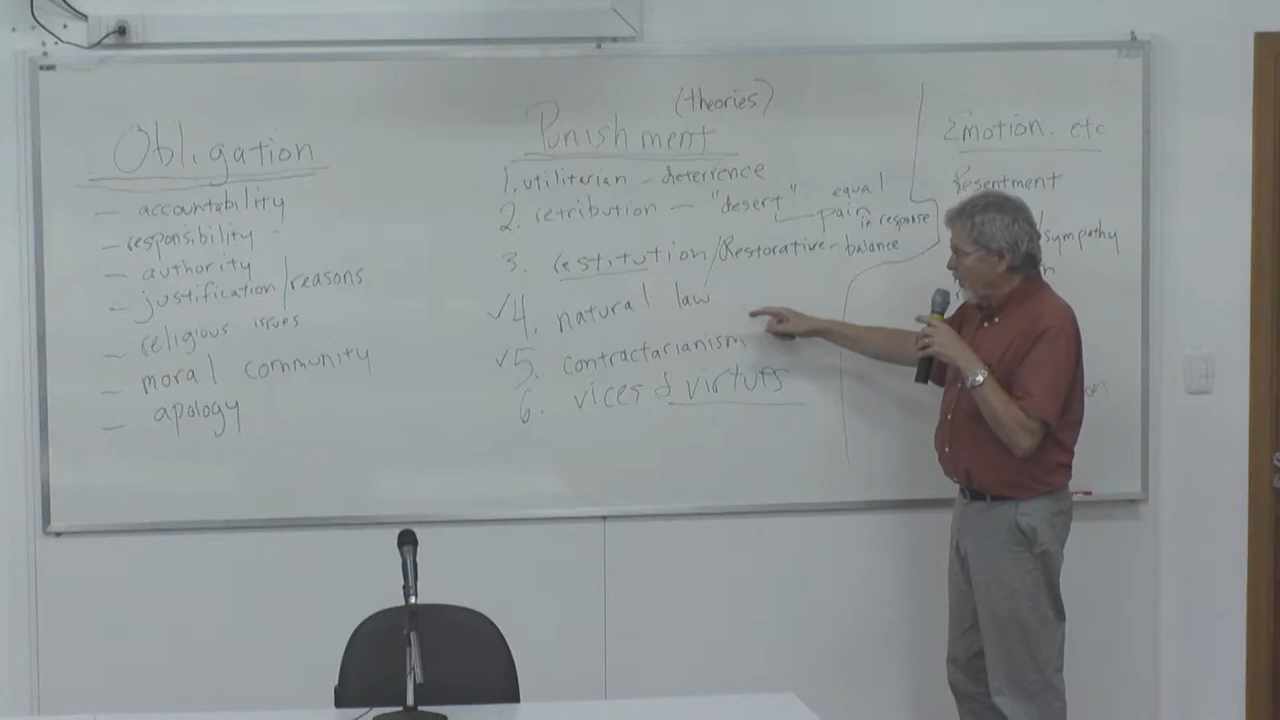 Obligation
— accountability
— responsibility -
— authority
— justification/reasons
— religious issues
— moral community
— apology
(theories)
Punishment
1. utilitarian – deterrence
2. retribution – "desert" equal pain in response
3. restitution/Restorative – balance
✓4. natural law
✓5. contractarianism
6. vices & virtues
Emotion. etc
Resentment
/sympathy